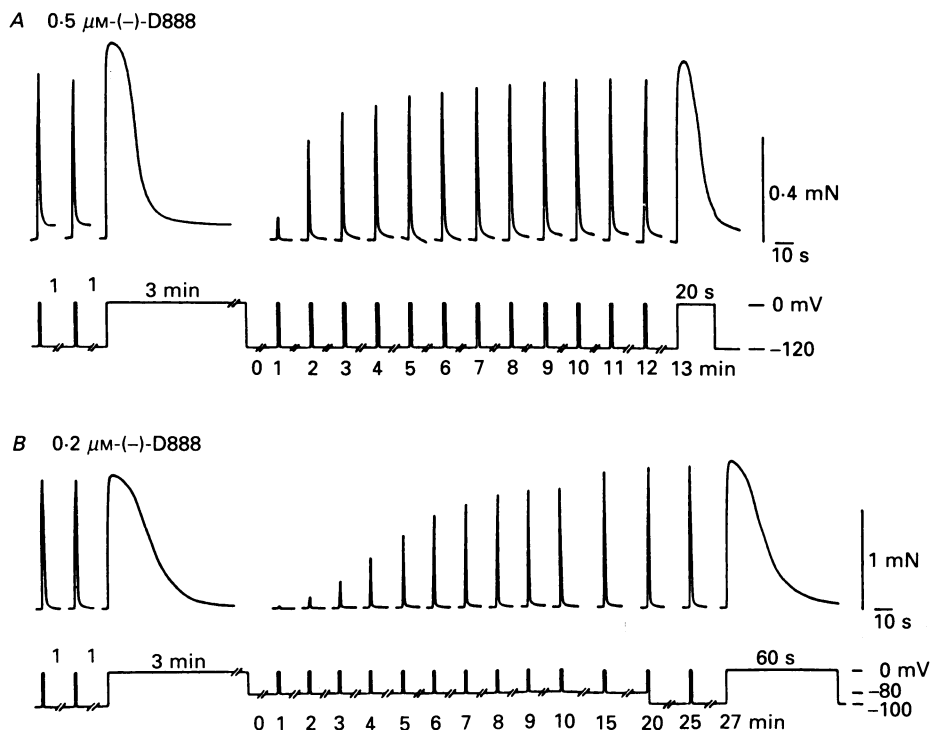 A 0·5 μM-(–)-D888
0·4 mN
10 s
1 1 3 min 20 s 0 mV
–120
0 1 2 3 4 5 6 7 8 9 10 11 12 13 min
B 0·2 μM-(–)-D888
1 mN
10 s
1 1 3 min 60 s 0 mV
–80
–100
0 1 2 3 4 5 6 7 8 9 10 15 20 25 27 min